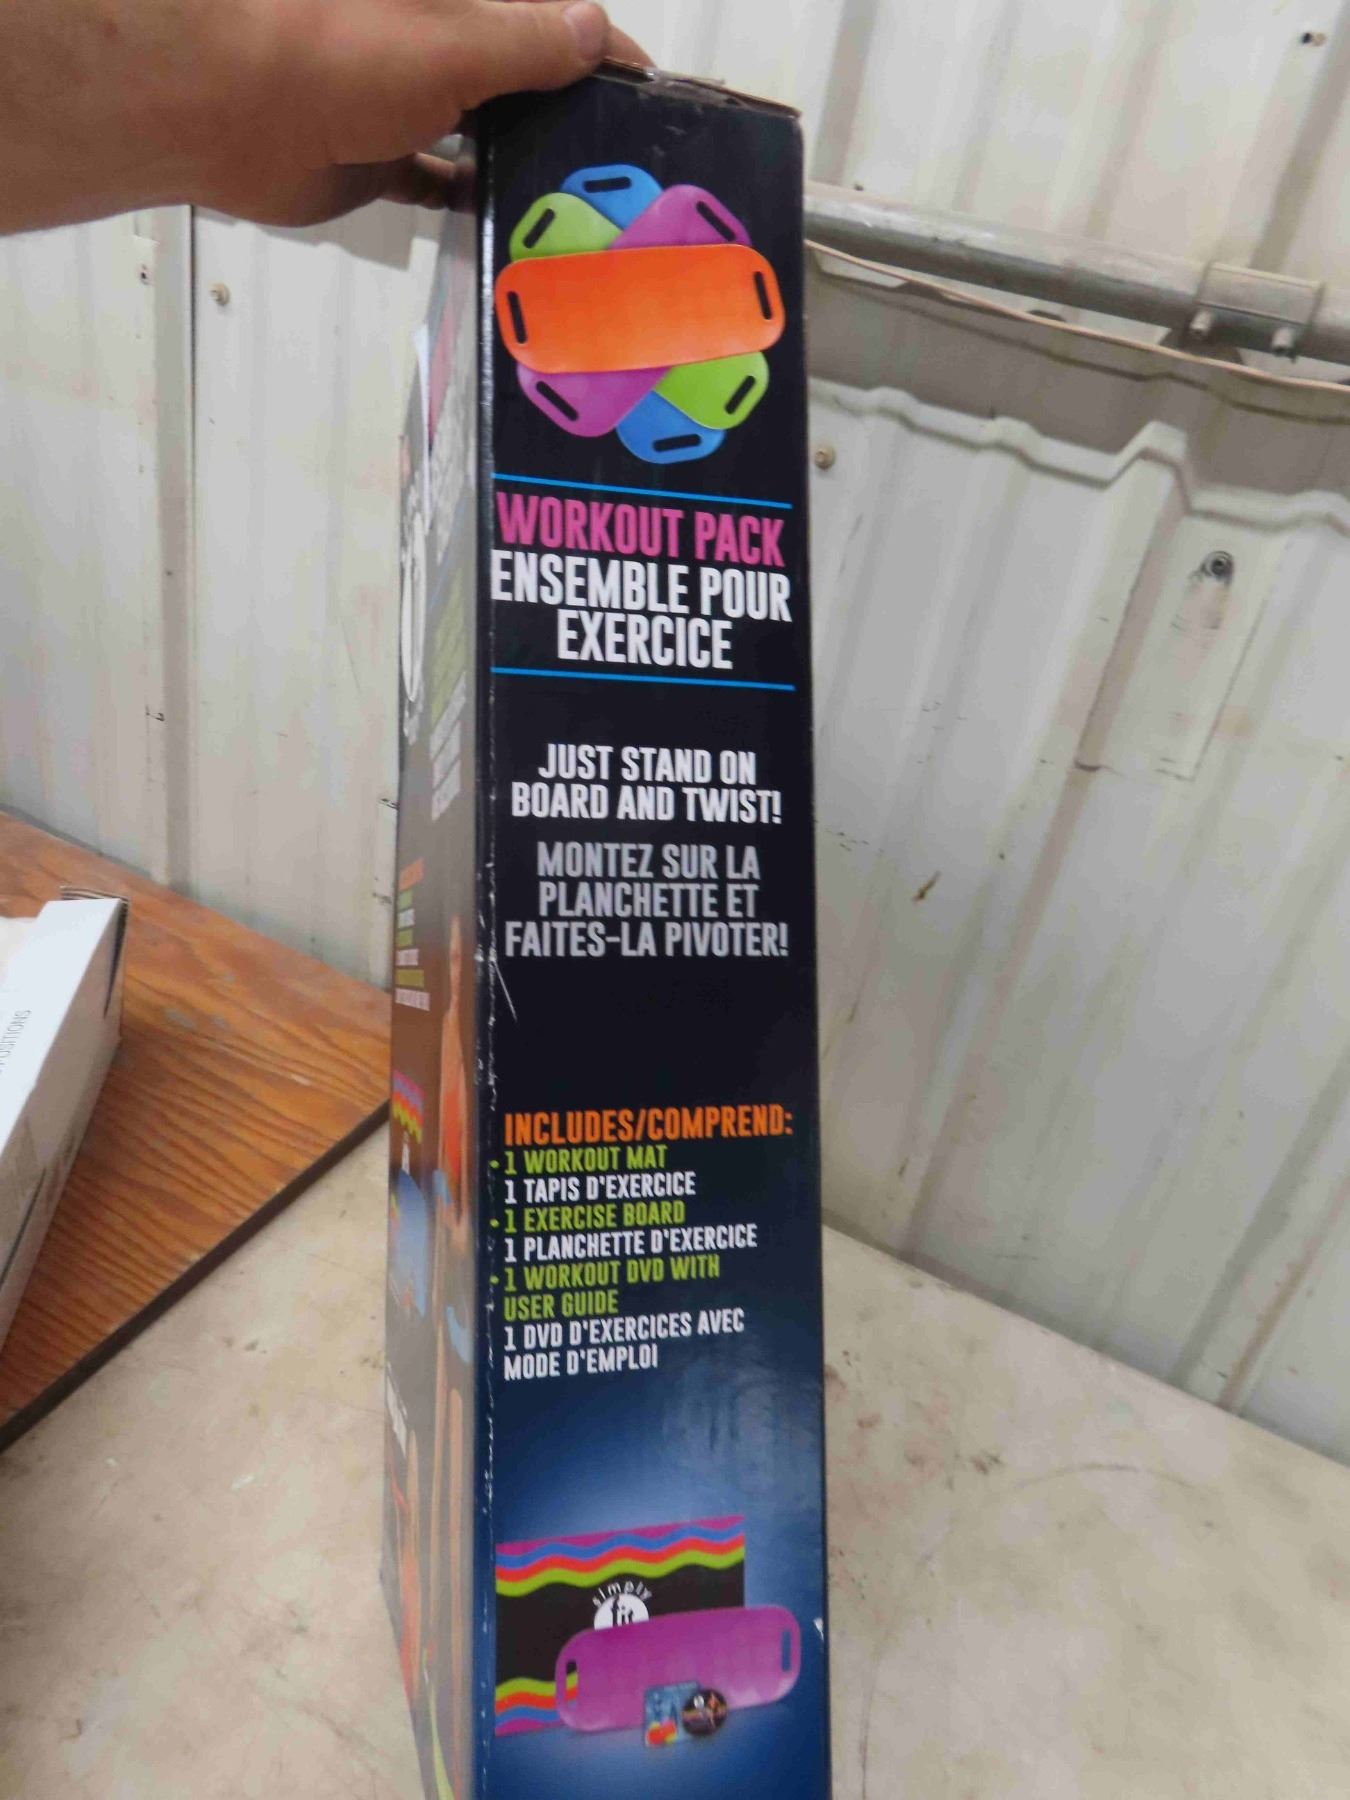 WORKOUT PACK
ENSEMBLE POUR
EXERCICE
JUST STAND ON
BOARD AND TWIST!
MONTEZ SUR LA
PLANCHETTE ET
FAITES-LA PIVOTER!
INCLUDES/COMPREND:
• 1 WORKOUT MAT
1 TAPIS D'EXERCICE
• 1 EXERCISE BOARD
1 PLANCHETTE D'EXERCICE
• 1 WORKOUT DVD WITH
USER GUIDE
1 DVD D'EXERCICES AVEC
MODE D'EMPLOI
simply
fit